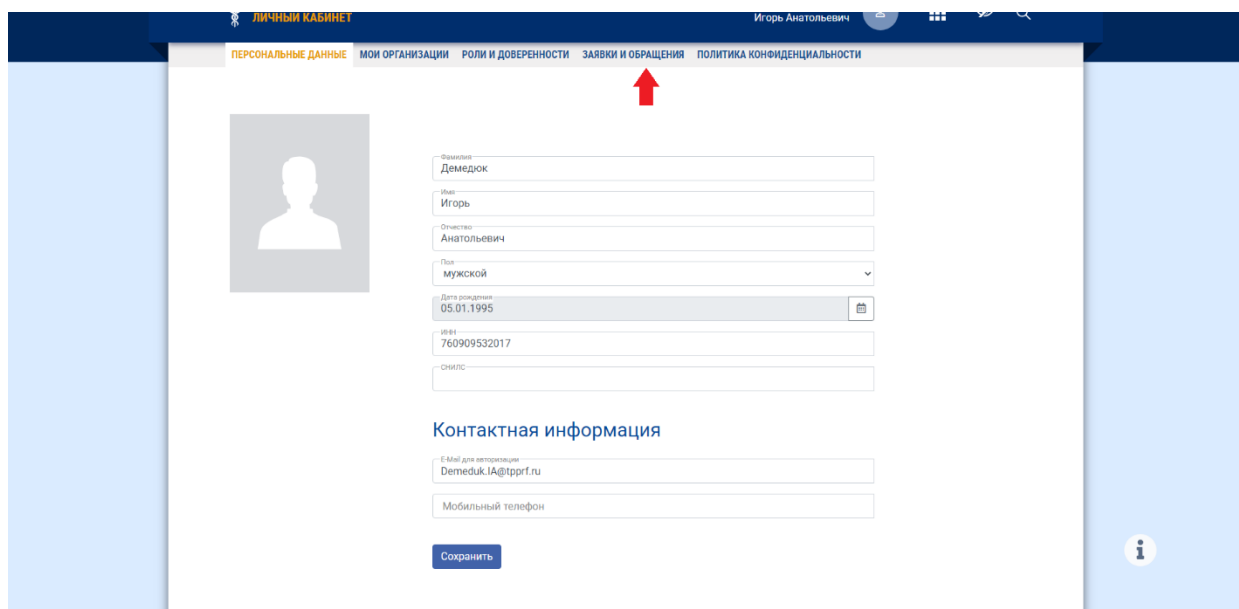 ЛИЧНЫЙ КАБИНЕТ
Игорь Анатольевич
ПЕРСОНАЛЬНЫЕ ДАННЫЕ МОИ ОРГАНИЗАЦИИ РОЛИ И ДОВЕРЕННОСТИ ЗАЯВКИ И ОБРАЩЕНИЯ ПОЛИТИКА КОНФИДЕНЦИАЛЬНОСТИ
Фамилия
Демедюк
Имя
Игорь
Отчество
Анатольевич
Пол
мужской
Дата рождения
05.01.1995
ИНН
760909532017
СНИЛС
Контактная информация
E-Mail для авторизации
Demeduk.IA@tpprf.ru
Мобильный телефон
Сохранить